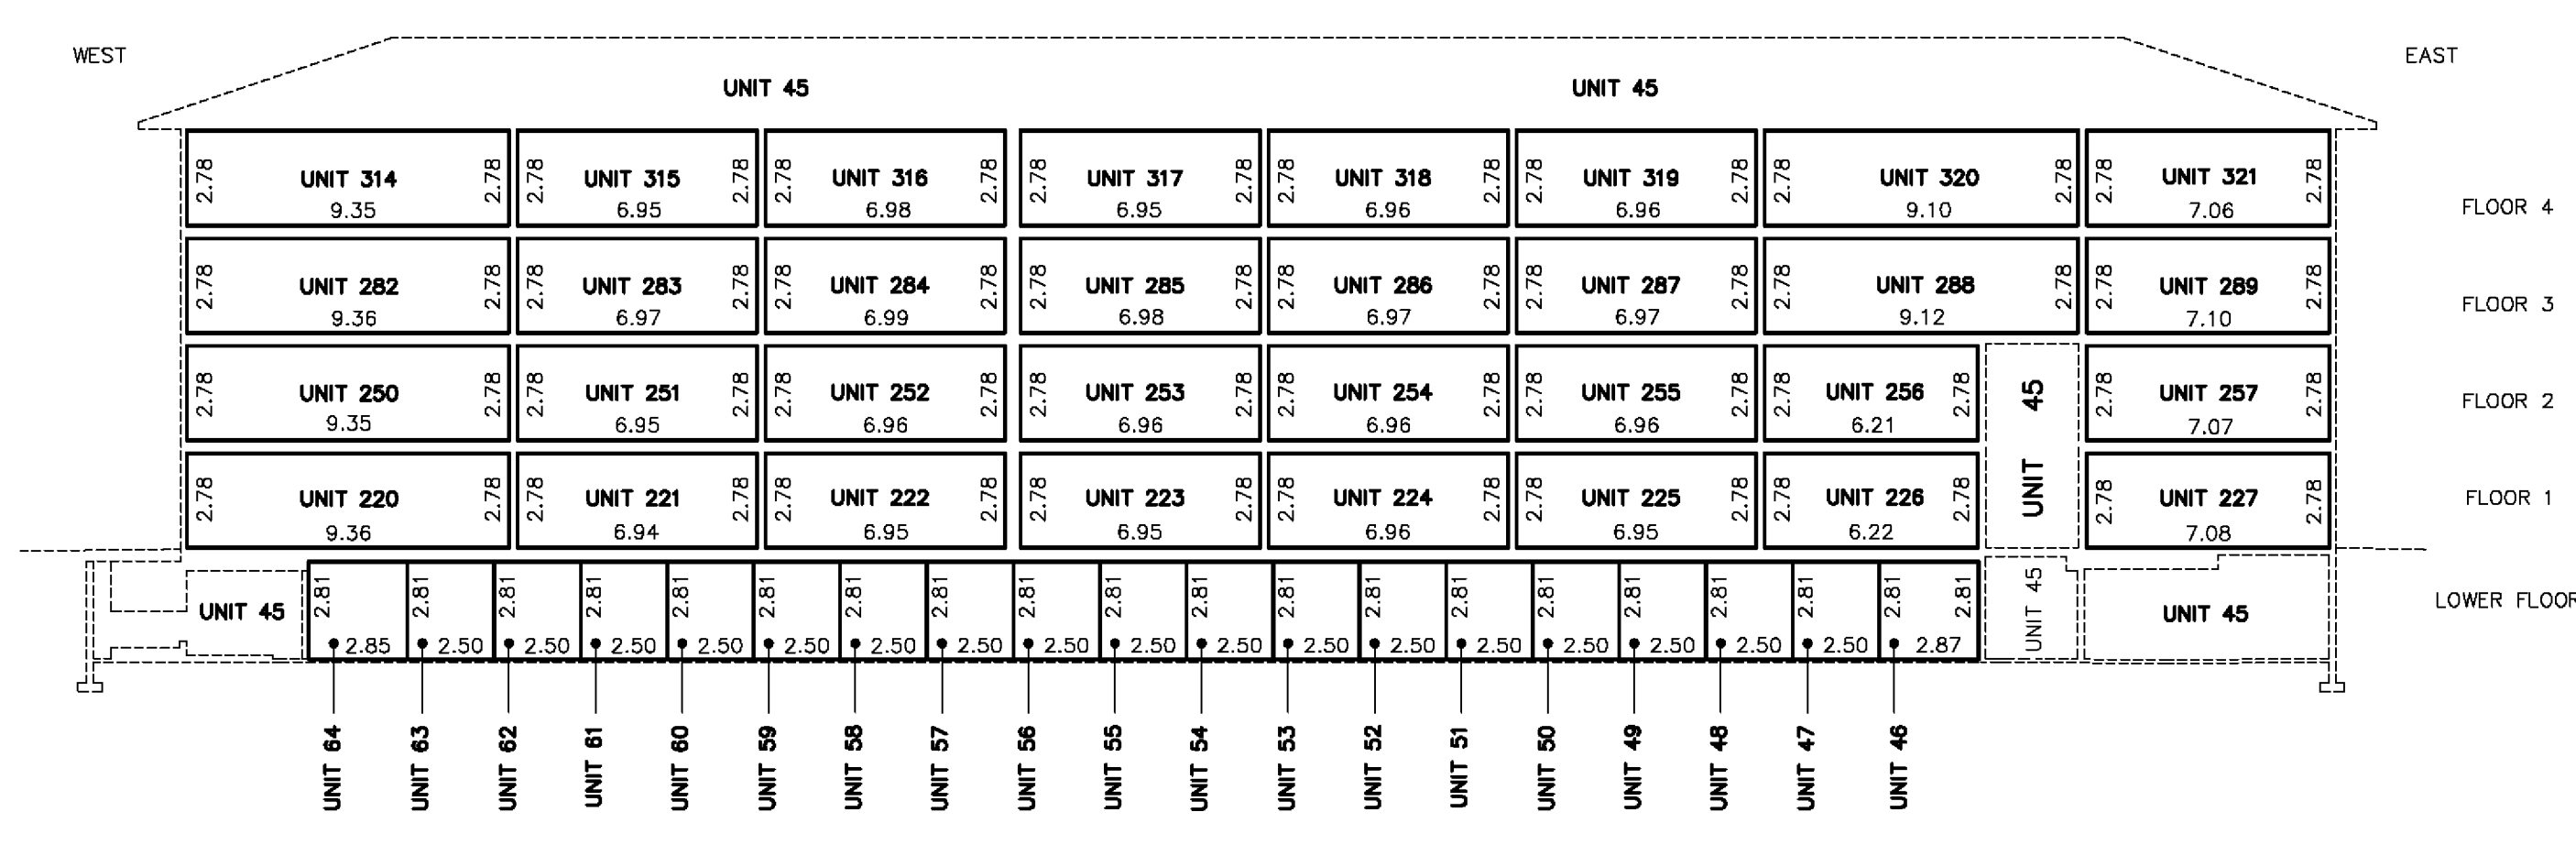 WEST
EAST
UNIT 45 UNIT 45
2.78 UNIT 314 2.78 2.78 UNIT 315 2.78 2.78 UNIT 316 2.78 2.78 UNIT 317 2.78 2.78 UNIT 318 2.78 2.78 UNIT 319 2.78 2.78 UNIT 320 2.78 2.78 UNIT 321 2.78
9.35 6.95 6.98 6.95 6.96 6.96 9.10 7.06 FLOOR 4
2.78 UNIT 282 2.78 2.78 UNIT 283 2.78 2.78 UNIT 284 2.78 2.78 UNIT 285 2.78 2.78 UNIT 286 2.78 2.78 UNIT 287 2.78 2.78 UNIT 288 2.78 2.78 UNIT 289 2.78
9.36 6.97 6.99 6.98 6.97 6.97 9.12 7.10 FLOOR 3
2.78 UNIT 250 2.78 2.78 UNIT 251 2.78 2.78 UNIT 252 2.78 2.78 UNIT 253 2.78 2.78 UNIT 254 2.78 2.78 UNIT 255 2.78 2.78 UNIT 256 2.78 2.78 UNIT 257 2.78
9.35 6.95 6.96 6.96 6.96 6.96 6.21 7.07 FLOOR 2
UNIT 45
2.78 UNIT 220 2.78 2.78 UNIT 221 2.78 2.78 UNIT 222 2.78 2.78 UNIT 223 2.78 2.78 UNIT 224 2.78 2.78 UNIT 225 2.78 2.78 UNIT 226 2.78 2.78 UNIT 227 2.78 FLOOR 1
9.36 6.94 6.95 6.95 6.96 6.95 6.22 7.08
UNIT 45 2.81 2.81 2.81 2.81 2.81 2.81 2.81 2.81 2.81 2.81 2.81 2.81 2.81 2.81 2.81 2.81 2.81 2.81 2.81 2.81 UNIT 45 UNIT 45 LOWER FLOOR
2.85 2.50 2.50 2.50 2.50 2.50 2.50 2.50 2.50 2.50 2.50 2.50 2.50 2.50 2.50 2.50 2.50 2.50 2.87
UNIT 64
UNIT 63
UNIT 62
UNIT 61
UNIT 60
UNIT 59
UNIT 58
UNIT 57
UNIT 56
UNIT 55
UNIT 54
UNIT 53
UNIT 52
UNIT 51
UNIT 50
UNIT 49
UNIT 48
UNIT 47
UNIT 46